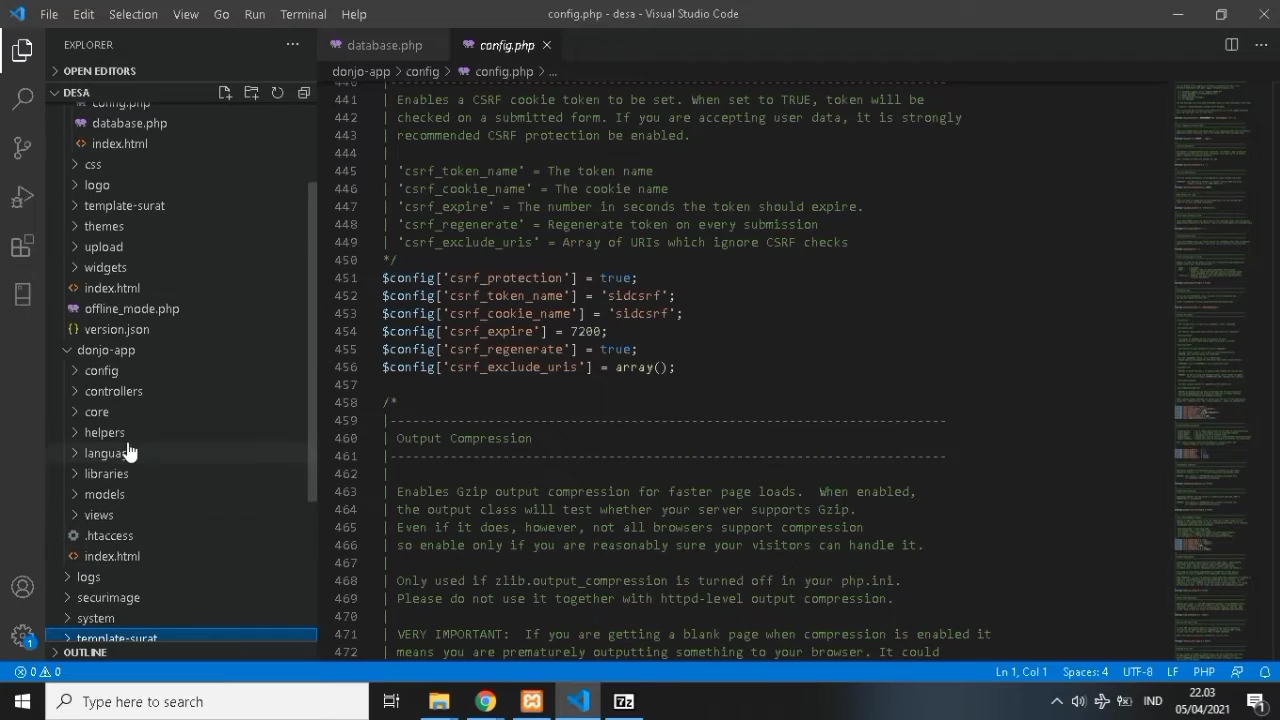 File Edit Selection View Go Run Terminal Help
config.php - desa - Visual Studio Code
EXPLORER
OPEN EDITORS
DESA
config.php
database.php
index.html
css
logo
template-surat
themes
upload
widgets
index.html
offline_mode.php
version.json
donjo-app
config
controllers
core
helpers
libraries
models
views
.htaccess
index.html
logs
securimage
system
template-surat
OUTLINE
database.php config.php
donjo-app > config > config.php > ...
442 Enables a CSRF cookie token to be set. When set to TRUE, token will be
checked on a submitted form. If you are accepting user data, it is strongly
443 recommended CSRF protection be enabled.
444
445 'csrf_token_name' = The token name
446 'csrf_cookie_name' = The cookie name
447 'csrf_expire' = The number in seconds the token should expire.
448 'csrf_regenerate' = Regenerate token on every submission
449 'csrf_exclude_uris' = Array of URIs which ignore CSRF checks
450 */
451 $config['csrf_protection'] = true;
452 $config['csrf_token_name'] = 'sidcsrf';
453 $config['csrf_cookie_name'] = 'sidcsrf';
454 $config['csrf_expire'] = 7200;
455 $config['csrf_regenerate'] = true;
456 $config['csrf_exclude_uris'] = array();
457
458 /*
459
460 Output Compression
461
462
463 Enables Gzip output compression for faster page loads. When enabled,
464 the output class will test whether your server supports Gzip.
465 Even if it does, however, not all browsers support compression
466 so enable only if you are reasonably sure your visitors can handle it.
467
468 Only used if zlib.output_compression is turned off in your php.ini.
469 Please do not use it together with httpd-level output compression.
470
471 VERY IMPORTANT: If you are getting a blank page when compression is enabled it
472 means you are prematurely outputting something to your browser. It could
0 0
Ln 1, Col 1 Spaces: 4 UTF-8 LF PHP
1
Type here to search
IND
22.03
05/04/2021
1